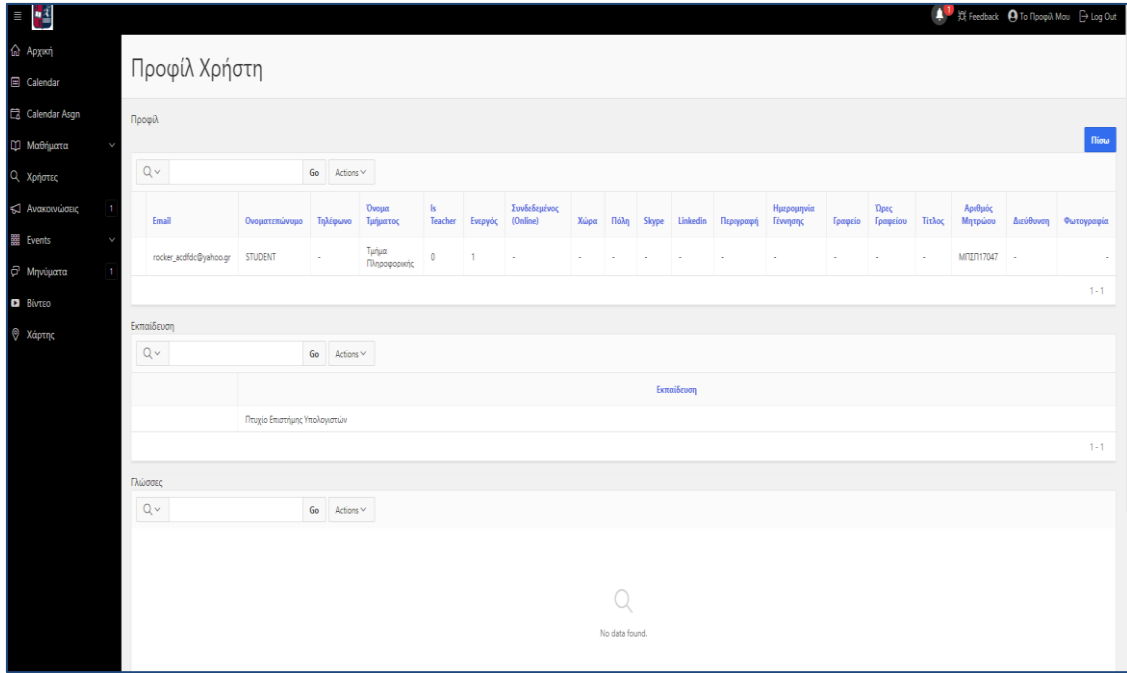 1
Feedback
Το Προφίλ Μου
Log Out
Αρχική
Calendar
Calendar Asgn
Μαθήματα
Χρήστες
Ανακοινώσεις 1
Events
Μηνύματα 1
Βίντεο
Χάρτης
Προφίλ Χρήστη
Προφίλ
Πίσω
Go Actions
Email Ονοματεπώνυμο Τηλέφωνο Όνομα Τμήματος Is Teacher Ενεργός Συνδεδεμένος (Online) Χώρα Πόλη Skype Linkedin Περιγραφή Ημερομηνία Γέννησης Γραφείο Ώρες Γραφείου Τίτλος Αριθμός Μητρώου Διεύθυνση Φωτογραφία
rocker_acdfdc@yahoo.gr STUDENT - Τμήμα Πληροφορικής 0 1 - - - - - - - - - - ΜΠΣΠ17047 - -
1 - 1
Εκπαίδευση
Go Actions
Εκπαίδευση
Πτυχίο Επιστήμης Υπολογιστών
1 - 1
Γλώσσες
Go Actions
No data found.